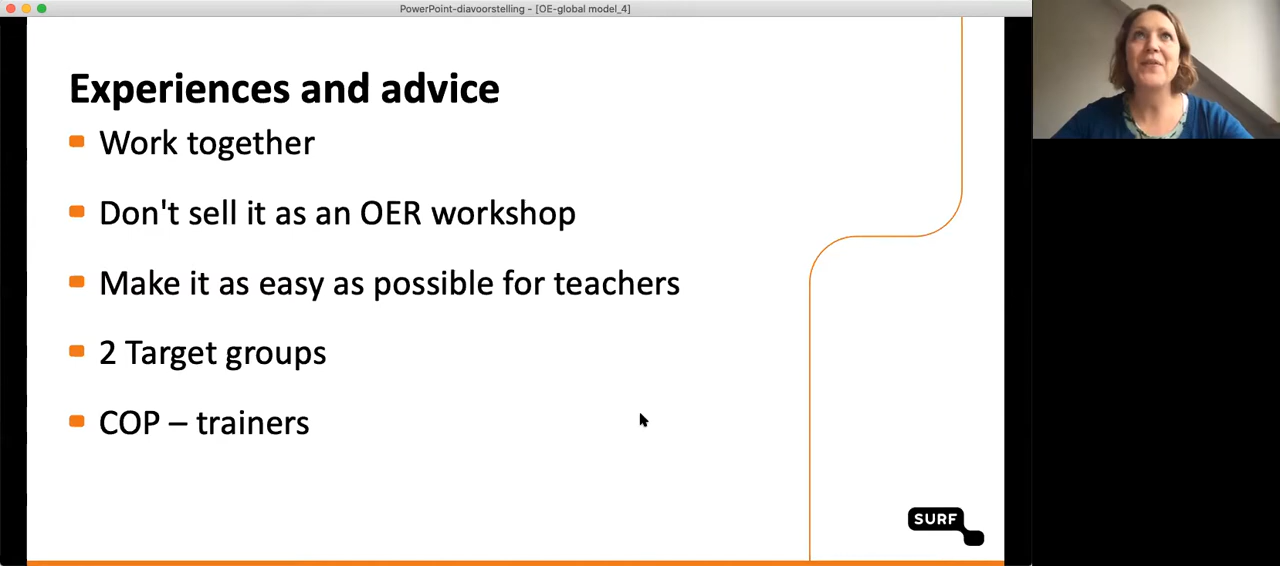 PowerPoint-diavoorstelling - [OE-global model_4]
Experiences and advice
Work together
Don't sell it as an OER workshop
Make it as easy as possible for teachers
2 Target groups
COP – trainers
SURF